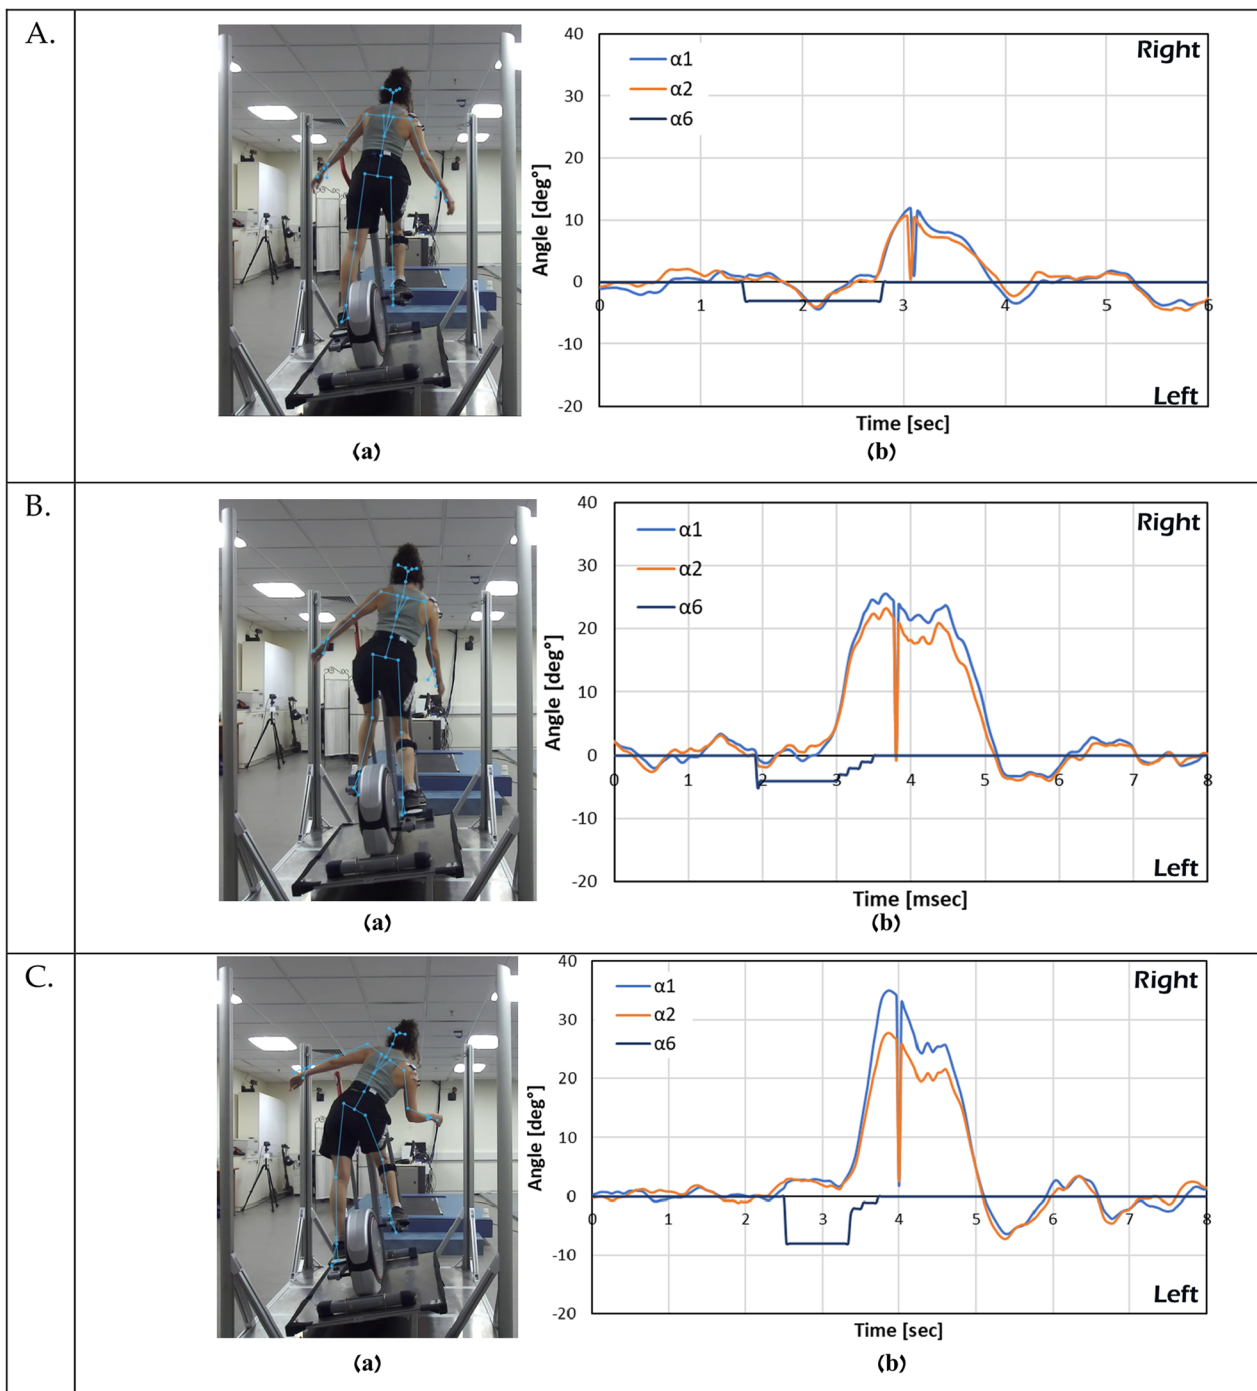 A.
40
Right
α1
30
α2
α6
20
10
0
0
1
2
3
4
5
6
-10
-20
Left
Angle [deg°]
Time [sec]
(a)
(b)
B.
40
Right
α1
30
α2
α6
20
10
0
0
1
2
3
4
5
6
7
8
-10
-20
Left
Angle [deg°]
Time [msec]
(a)
(b)
C.
40
Right
α1
30
α2
α6
20
10
0
0
1
2
3
4
5
6
7
8
-10
-20
Left
Angle [deg°]
Time [sec]
(a)
(b)